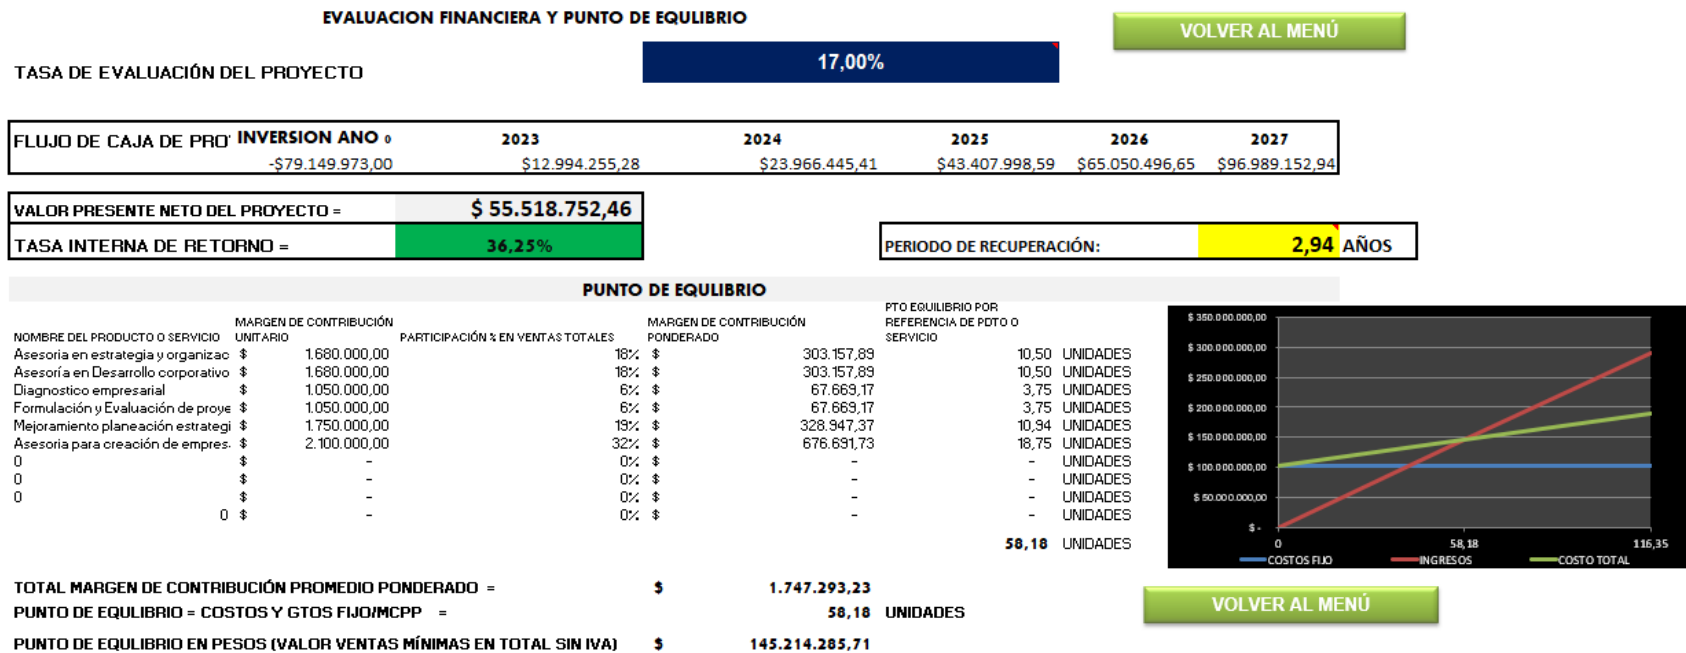 EVALUACION FINANCIERA Y PUNTO DE EQULIBRIO
VOLVER AL MENÚ
TASA DE EVALUACIÓN DEL PROYECTO 17,00%
FLUJO DE CAJA DE PRO INVERSION ANO 0 2023 2024 2025 2026 2027
-$79.149.973,00 $12.994.255,28 $23.966.445,41 $43.407.998,59 $65.050.496,65 $96.989.152,94
VALOR PRESENTE NETO DEL PROYECTO = $ 55.518.752,46
TASA INTERNA DE RETORNO = 36,25% PERIODO DE RECUPERACIÓN: 2,94 AÑOS
PUNTO DE EQULIBRIO
NOMBRE DEL PRODUCTO O SERVICIO MARGEN DE CONTRIBUCIÓN UNITARIO PARTICIPACIÓN % EN VENTAS TOTALES MARGEN DE CONTRIBUCIÓN PONDERADO PTO EQUILIBRIO POR REFERENCIA DE PDTO O SERVICIO
Asesoria en estrategia y organizac $ 1.680.000,00 18% $ 303.157,89 10,50 UNIDADES
Asesoría en Desarrollo corporativo $ 1.680.000,00 18% $ 303.157,89 10,50 UNIDADES
Diagnostico empresarial $ 1.050.000,00 6% $ 67.669,17 3,75 UNIDADES
Formulación y Evaluación de proye $ 1.050.000,00 6% $ 67.669,17 3,75 UNIDADES
Mejoramiento planeación estrategi $ 1.750.000,00 19% $ 328.947,37 10,94 UNIDADES
Asesoria para creación de empres. $ 2.100.000,00 32% $ 676.691,73 18,75 UNIDADES
0 $ - 0% $ - - UNIDADES
0 $ - 0% $ - - UNIDADES
0 $ - 0% $ - - UNIDADES
0 $ - 0% $ - - UNIDADES
58,18 UNIDADES
$ 350.000.000,00
$ 300.000.000,00
$ 250.000.000,00
$ 200.000.000,00
$ 150.000.000,00
$ 100.000.000,00
$ 50.000.000,00
$ -
0 58,18 116,35
COSTOS FIJO INGRESOS COSTO TOTAL
TOTAL MARGEN DE CONTRIBUCIÓN PROMEDIO PONDERADO = $ 1.747.293,23
PUNTO DE EQULIBRIO = COSTOS Y GTOS FIJO/MCPP = 58,18 UNIDADES
VOLVER AL MENÚ
PUNTO DE EQULIBRIO EN PESOS (VALOR VENTAS MÍNIMAS EN TOTAL SIN IVA) $ 145.214.285,71